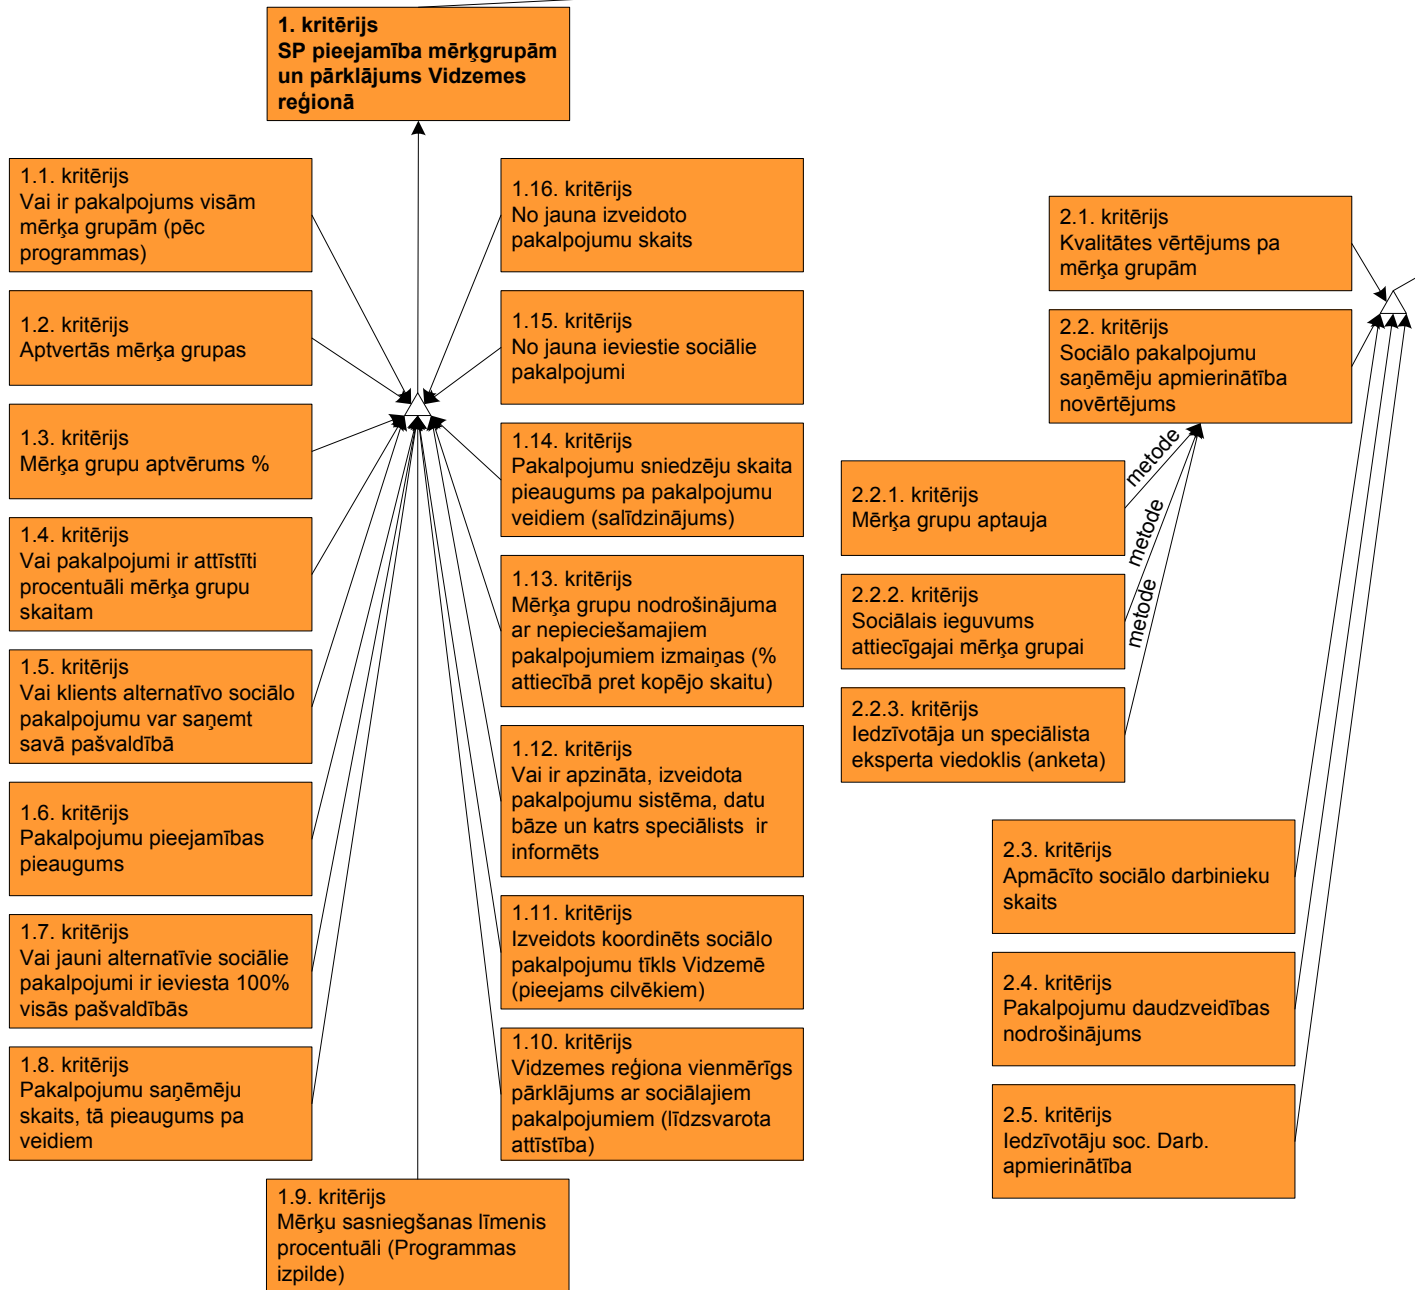 1. kritērijs
SP pieejamība mērķgrupām
un pārklājums Vidzemes
reģionā
1.1. kritērijs
Vai ir pakalpojums visām
mērķa grupām (pēc
programmas)
1.2. kritērijs
Aptvertās mērķa grupas
1.3. kritērijs
Mērķa grupu aptvērums %
1.4. kritērijs
Vai pakalpojumi ir attīstīti
procentuāli mērķa grupu
skaitam
1.5. kritērijs
Vai klients alternatīvo sociālo
pakalpojumu var saņemt
savā pašvaldībā
1.6. kritērijs
Pakalpojumu pieejamības
pieaugums
1.7. kritērijs
Vai jauni alternatīvie sociālie
pakalpojumi ir ieviesta 100%
visās pašvaldībās
1.8. kritērijs
Pakalpojumu saņēmēju
skaits, tā pieaugums pa
veidiem
1.9. kritērijs
Mērķu sasniegšanas līmenis
procentuāli (Programmas
izpilde)
1.16. kritērijs
No jauna izveidoto
pakalpojumu skaits
1.15. kritērijs
No jauna ieviestie sociālie
pakalpojumi
1.14. kritērijs
Pakalpojumu sniedzēju skaita
pieaugums pa pakalpojumu
veidiem (salīdzinājums)
1.13. kritērijs
Mērķa grupu nodrošinājuma
ar nepieciešamajiem
pakalpojumiem izmaiņas (%
attiecībā pret kopējo skaitu)
1.12. kritērijs
Vai ir apzināta, izveidota
pakalpojumu sistēma, datu
bāze un katrs speciālists  ir
informēts
1.11. kritērijs
Izveidots koordinēts sociālo
pakalpojumu tīkls Vidzemē
(pieejams cilvēkiem)
1.10. kritērijs
Vidzemes reģiona vienmērīgs
pārklājums ar sociālajiem
pakalpojumiem (līdzsvarota
attīstība)
2.1. kritērijs
Kvalitātes vērtējums pa
mērķa grupām
2.2. kritērijs
Sociālo pakalpojumu
saņēmēju apmierinātība
novērtējums
metode
metode
metode
2.2.1. kritērijs
Mērķa grupu aptauja
2.2.2. kritērijs
Sociālais ieguvums
attiecīgajai mērķa grupai
2.2.3. kritērijs
Iedzīvotāja un speciālista
eksperta viedoklis (anketa)
2.3. kritērijs
Apmācīto sociālo darbinieku
skaits
2.4. kritērijs
Pakalpojumu daudzveidības
nodrošinājums
2.5. kritērijs
Iedzīvotāju soc. Darb.
apmierinātība